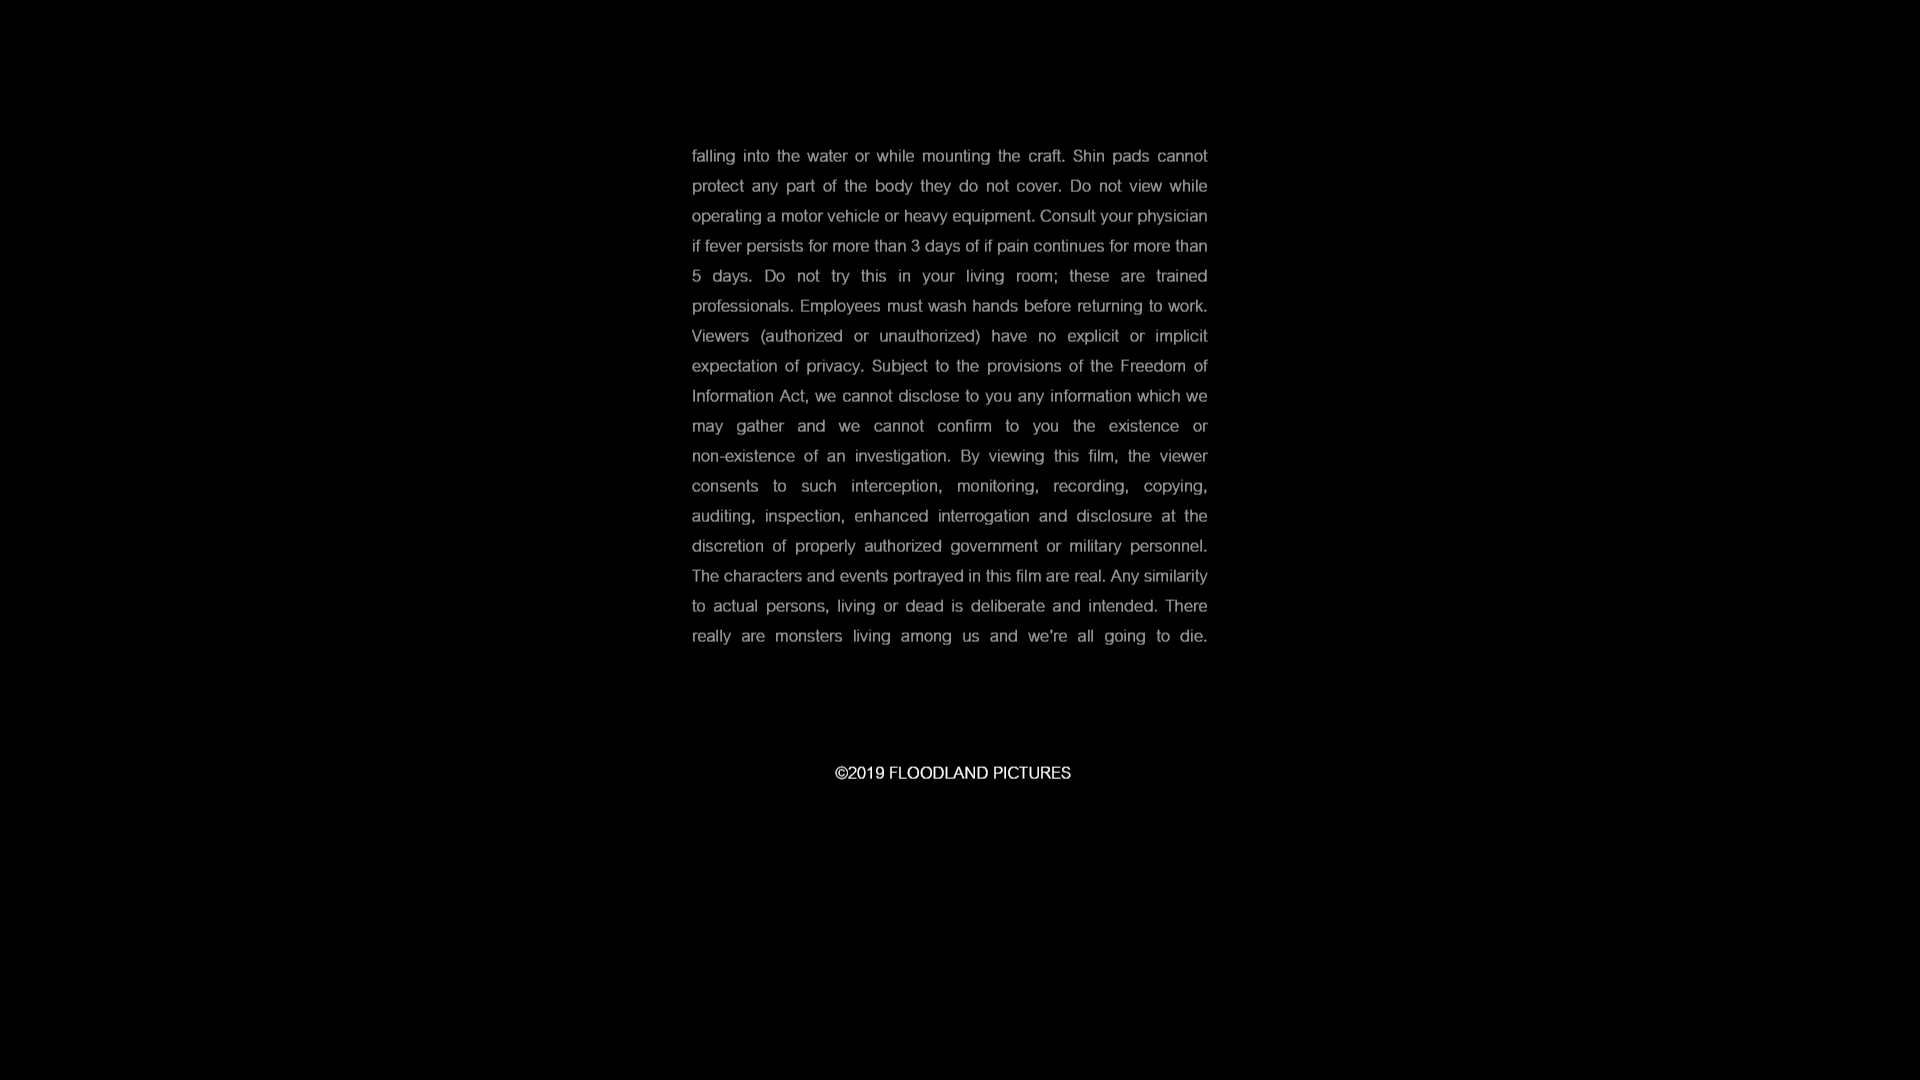 falling into the water or while mounting the craft. Shin pads cannot
protect any part of the body they do not cover. Do not view while
operating a motor vehicle or heavy equipment. Consult your physician
if fever persists for more than 3 days of if pain continues for more than
5 days. Do not try this in your living room; these are trained
professionals. Employees must wash hands before returning to work.
Viewers (authorized or unauthorized) have no explicit or implicit
expectation of privacy. Subject to the provisions of the Freedom of
Information Act, we cannot disclose to you any information which we
may gather and we cannot confirm to you the existence or
non-existence of an investigation. By viewing this film, the viewer
consents to such interception, monitoring, recording, copying,
auditing, inspection, enhanced interrogation and disclosure at the
discretion of properly authorized government or military personnel.
The characters and events portrayed in this film are real. Any similarity
to actual persons, living or dead is deliberate and intended. There
really are monsters living among us and we're all going to die.
©2019 FLOODLAND PICTURES